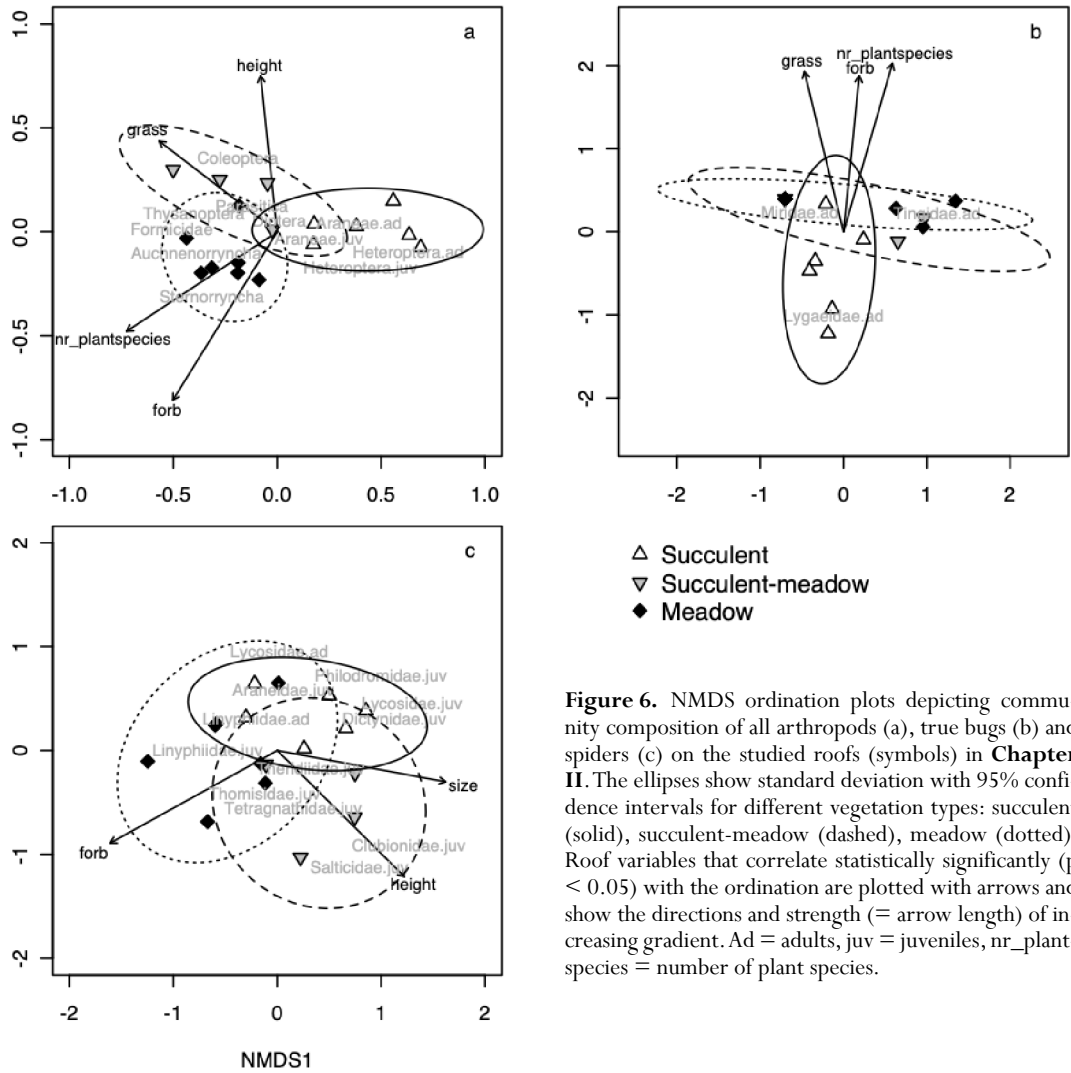 1.0
0.5
0.0
-0.5
-1.0
a
height
grass
Coleoptera
Parasitica
Thysanoptera
Diptera
Araneae.ad
Formicidae
Araneae.juv
Auchnenorryncha
Heteroptera.ad
Heteroptera.juv
Sternorryncha
nr_plantspecies
forb
-1.0 -0.5 0.0 0.5 1.0
2
1
0
-1
-2
b
nr_plantspecies
grass
forb
Miridae.ad
Tingidae.ad
Lygaeidae.ad
-2 -1 0 1 2
2
1
0
-1
-2
c
Lycosidae.ad
Philodromidae.juv
Araneidae.juv
Lycosidae.juv
Linyphiidae.ad
Dictynidae.juv
Linyphiidae.juv
Thomisidae.juv
Tetragnathidae.juv
size
forb
Clubionidae.juv
Salticidae.juv
height
-2 -1 0 1 2
NMDS1
Succulent
Succulent-meadow
Meadow
Figure 6. NMDS ordination plots depicting commu-
nity composition of all arthropods (a), true bugs (b) and
spiders (c) on the studied roofs (symbols) in Chapter
II. The ellipses show standard deviation with 95% confi-
dence intervals for different vegetation types: succulent
(solid), succulent-meadow (dashed), meadow (dotted)
Roof variables that correlate statistically significantly (p
< 0.05) with the ordination are plotted with arrows and
show the directions and strength (= arrow length) of in
creasing gradient. Ad = adults, juv = juveniles, nr_plant
species = number of plant species.